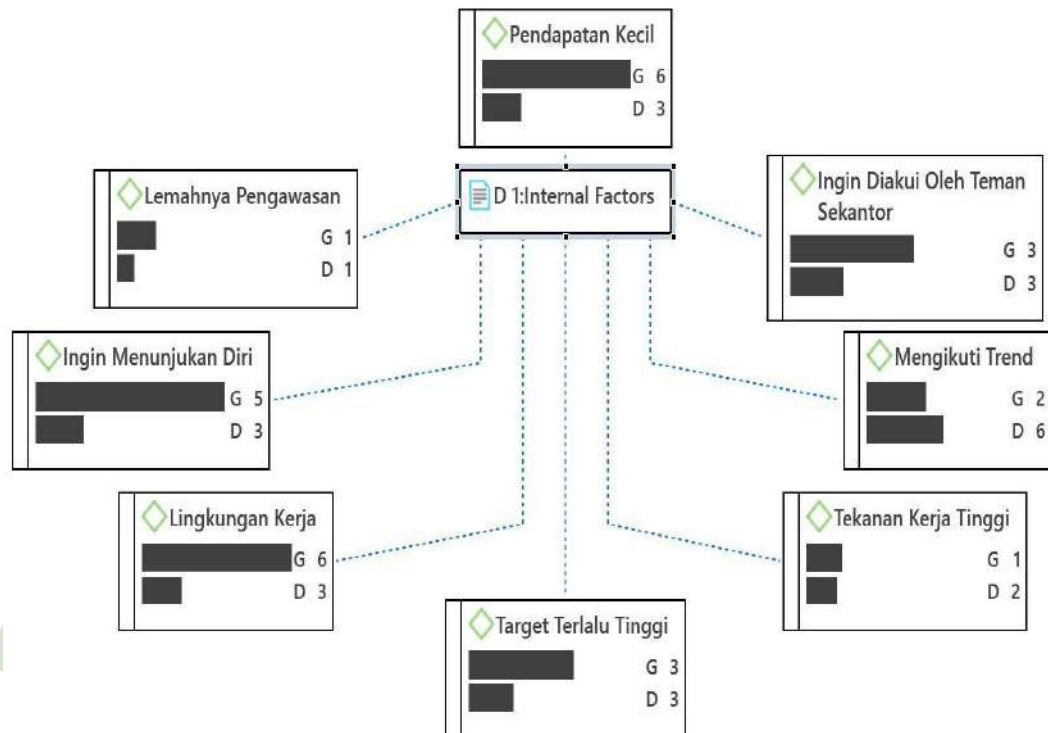 Pendapatan Kecil
G 6
D 3
D 1:Internal Factors
Lemahnya Pengawasan
G 1
D 1
Ingin Diakui Oleh Teman
Sekantor
G 3
D 3
Ingin Menunjukan Diri
G 5
D 3
Mengikuti Trend
G 2
D 6
Lingkungan Kerja
G 6
D 3
Tekanan Kerja Tinggi
G 1
D 2
Target Terlalu Tinggi
G 3
D 3